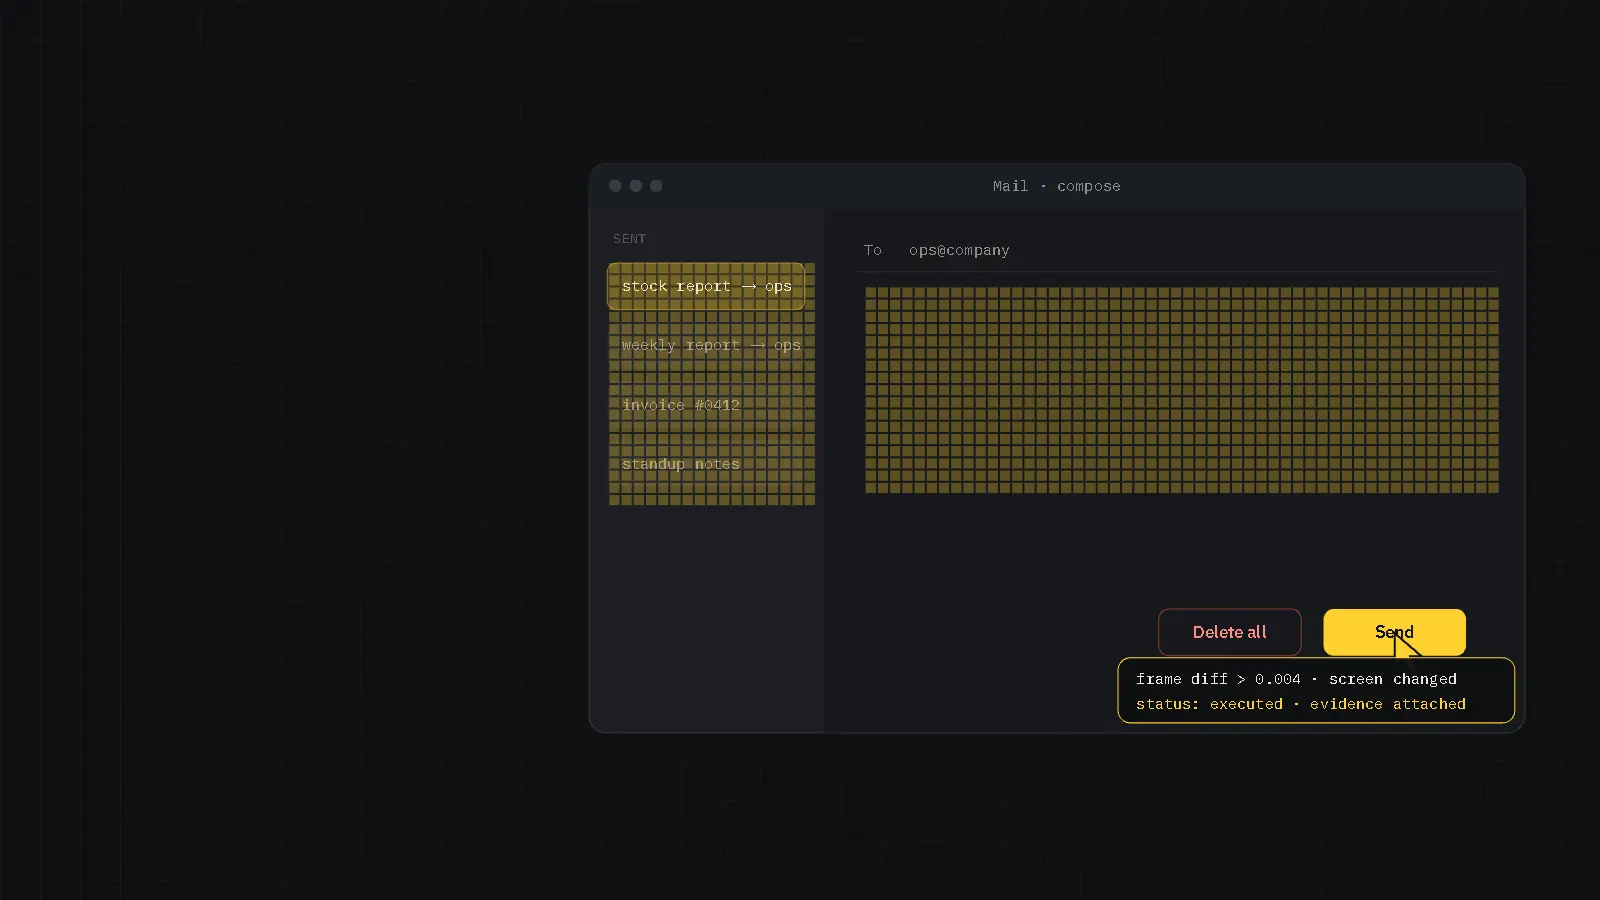 Mail · compose
SENT
To ops@company
stock report → ops
weekly report → ops
invoice #0412
standup notes
Delete all
Send
frame diff > 0.004 · screen changed
status: executed · evidence attached